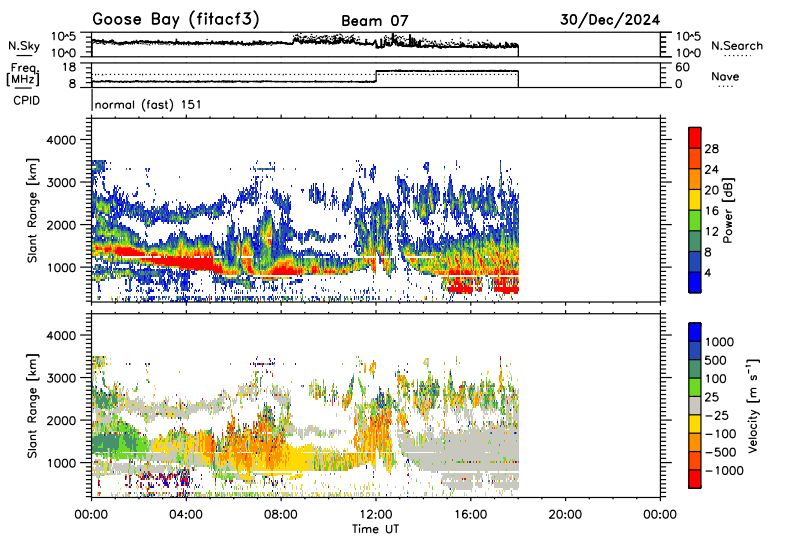 Goose Bay (fitacf3) Beam 07 30/Dec/2024
N.Sky 10^5 10^0 10^5 10^0 N.Search
Freq. [MHz] 18 8 60 0 Nave
CPID normal (fast) 151
Slant Range [km]
4000
3000
2000
1000
Power [dB]
28
24
20
16
12
8
4
Slant Range [km]
4000
3000
2000
1000
Velocity [m s⁻¹]
1000
500
100
25
-25
-100
-500
-1000
00:00 04:00 08:00 12:00 16:00 20:00 00:00
Time UT